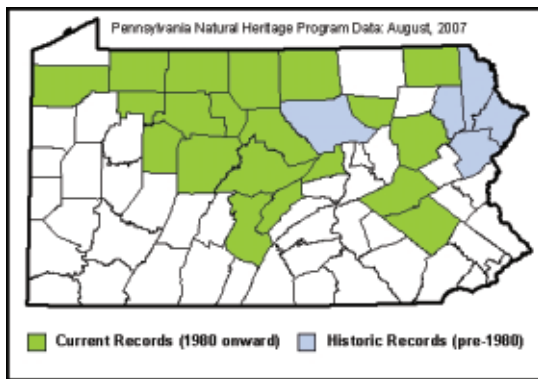 Pennsylvania Natural Heritage Program Data: August, 2007
Current Records (1980 onward) Historic Records (pre-1980)